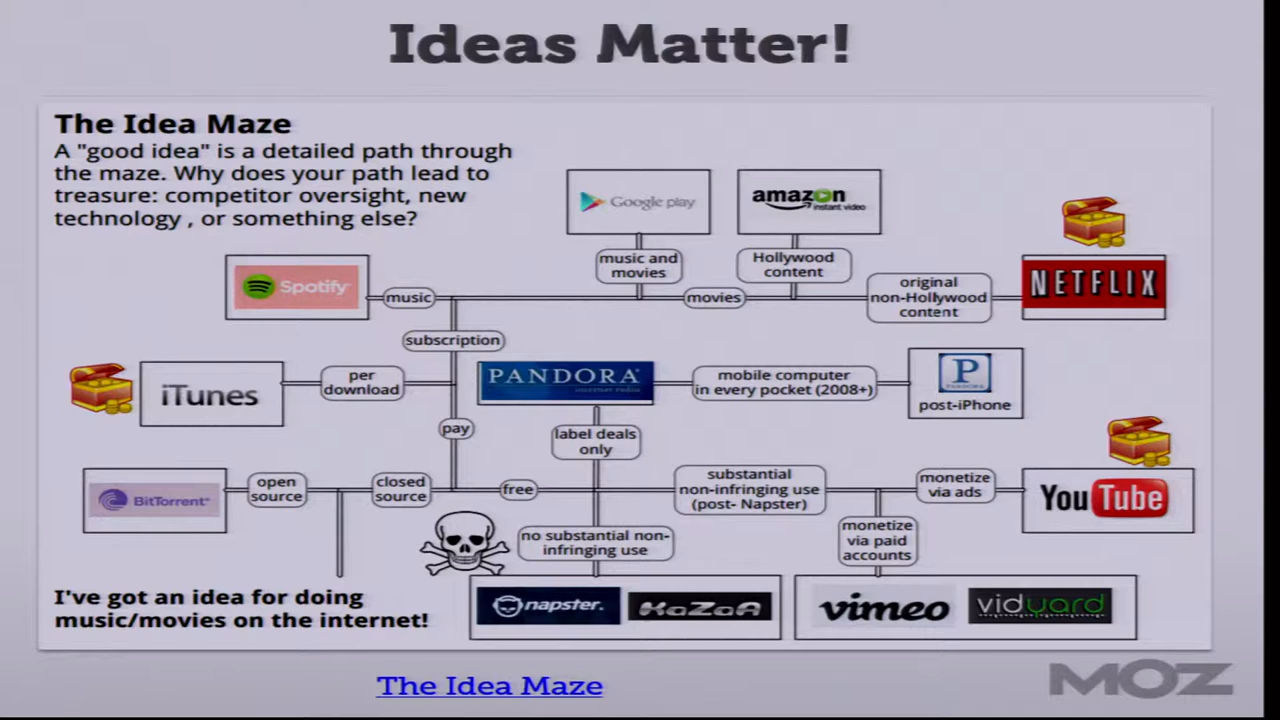 Ideas Matter!
The Idea Maze
A "good idea" is a detailed path through
the maze. Why does your path lead to
treasure: competitor oversight, new
technology , or something else?
Google play
amazon
instant video
music and
movies
Hollywood
content
Spotify
music
movies
original
non-Hollywood
content
NETFLIX
subscription
iTunes
per
download
PANDORA
internet radio
mobile computer
in every pocket (2008+)
P
PANDORA
post-iPhone
pay
label deals
only
BitTorrent
open
source
closed
source
free
substantial
non-infringing use
(post- Napster)
monetize
via ads
YouTube
no substantial non-
infringing use
monetize
via paid
accounts
I've got an idea for doing
music/movies on the internet!
napster.
KaZaA
vimeo
vidyard
The Idea Maze
MOZ